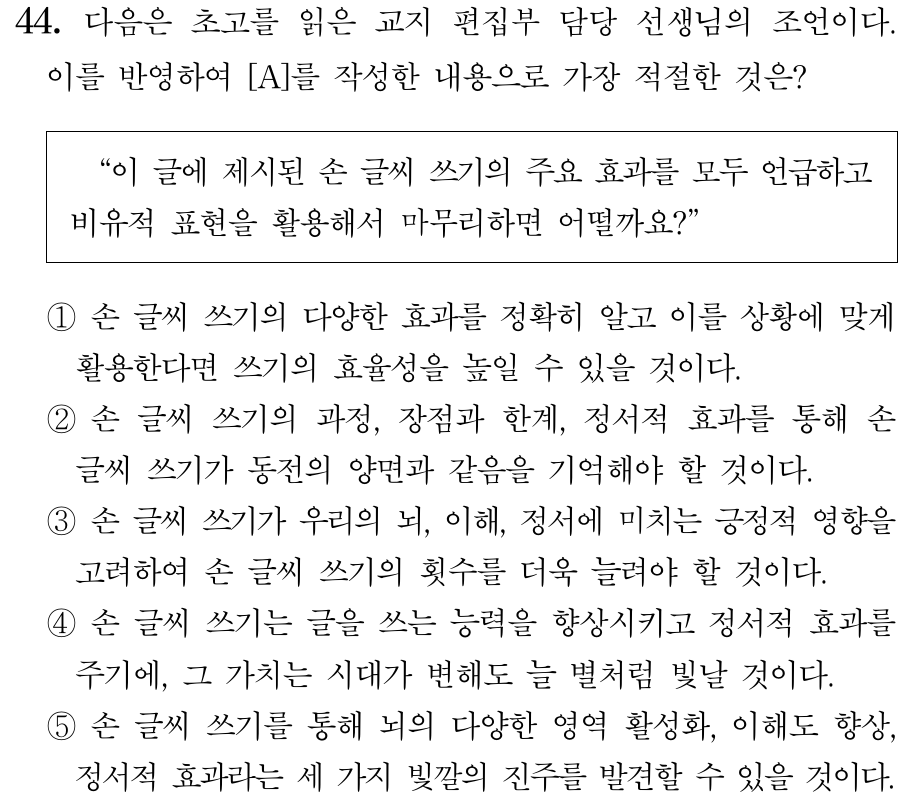 44. 다음은 초고를 읽은 교지 편집부 담당 선생님의 조언이다.
이를 반영하여 [A]를 작성한 내용으로 가장 적절한 것은?
“이 글에 제시된 손 글씨 쓰기의 주요 효과를 모두 언급하고
비유적 표현을 활용해서 마무리하면 어떨까요?”
① 손 글씨 쓰기의 다양한 효과를 정확히 알고 이를 상황에 맞게
활용한다면 쓰기의 효율성을 높일 수 있을 것이다.
② 손 글씨 쓰기의 과정, 장점과 한계, 정서적 효과를 통해 손
글씨 쓰기가 동전의 양면과 같음을 기억해야 할 것이다.
③ 손 글씨 쓰기가 우리의 뇌, 이해, 정서에 미치는 긍정적 영향을
고려하여 손 글씨 쓰기의 횟수를 더욱 늘려야 할 것이다.
④ 손 글씨 쓰기는 글을 쓰는 능력을 향상시키고 정서적 효과를
주기에, 그 가치는 시대가 변해도 늘 별처럼 빛날 것이다.
⑤ 손 글씨 쓰기를 통해 뇌의 다양한 영역 활성화, 이해도 향상,
정서적 효과라는 세 가지 빛깔의 진주를 발견할 수 있을 것이다.